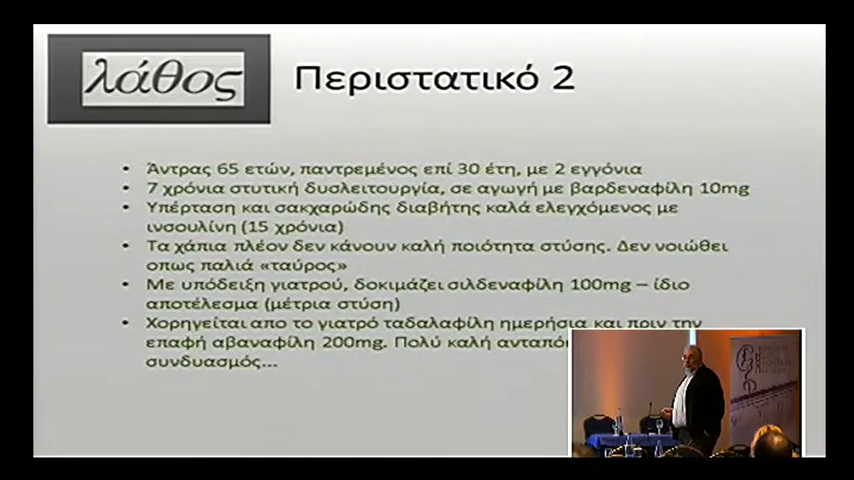 λάθος
Περιστατικό 2
• Άντρας 65 ετών, παντρεμένος επί 30 έτη, με 2 εγγόνια
• 7 χρόνια στυτική δυσλειτουργία, σε αγωγή με βαρδεναφίλη 10mg
• Υπέρταση και σακχαρώδης διαβήτης καλά ελεγχόμενος με
ινσουλίνη (15 χρόνια)
• Τα χάπια πλέον δεν κάνουν καλή ποιότητα στύσης. Δεν νοιώθει
οπως παλιά «ταύρος»
• Με υπόδειξη γιατρού, δοκιμάζει σιλδεναφίλη 100mg – ίδιο
αποτέλεσμα (μέτρια στύση)
• Χορηγείται απο το γιατρό ταδαλαφίλη ημερήσια και πριν την
επαφή αβαναφίλη 200mg. Πολύ καλή
συνδυασμός...